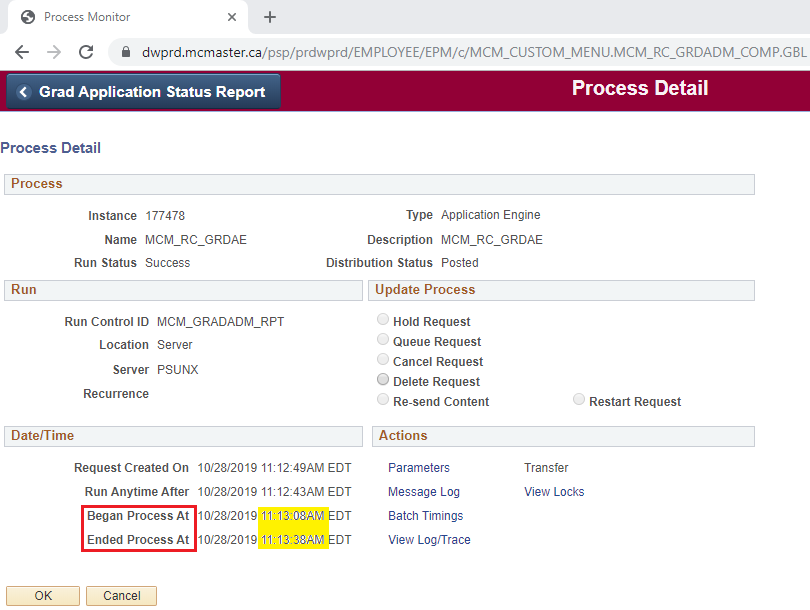 Process Monitor
dwprd.mcmaster.ca/psp/prdwprd/EMPLOYEE/EPM/c/MCM_CUSTOM_MENU.MCM_RC_GRDADM_COMP.GBL
Grad Application Status Report
Process Detail
Process Detail
Process
Instance 177478
Type Application Engine
Name MCM_RC_GRDAE
Description MCM_RC_GRDAE
Run Status Success
Distribution Status Posted
Run
Run Control ID MCM_GRADADM_RPT
Location Server
Server PSUNX
Recurrence
Update Process
Hold Request
Queue Request
Cancel Request
Delete Request
Re-send Content
Restart Request
Date/Time
Request Created On 10/28/2019 11:12:49AM EDT
Run Anytime After 10/28/2019 11:12:43AM EDT
Began Process At 10/28/2019 11:13:08AM EDT
Ended Process At 10/28/2019 11:13:38AM EDT
Actions
Parameters Transfer
Message Log View Locks
Batch Timings
View Log/Trace
OK Cancel